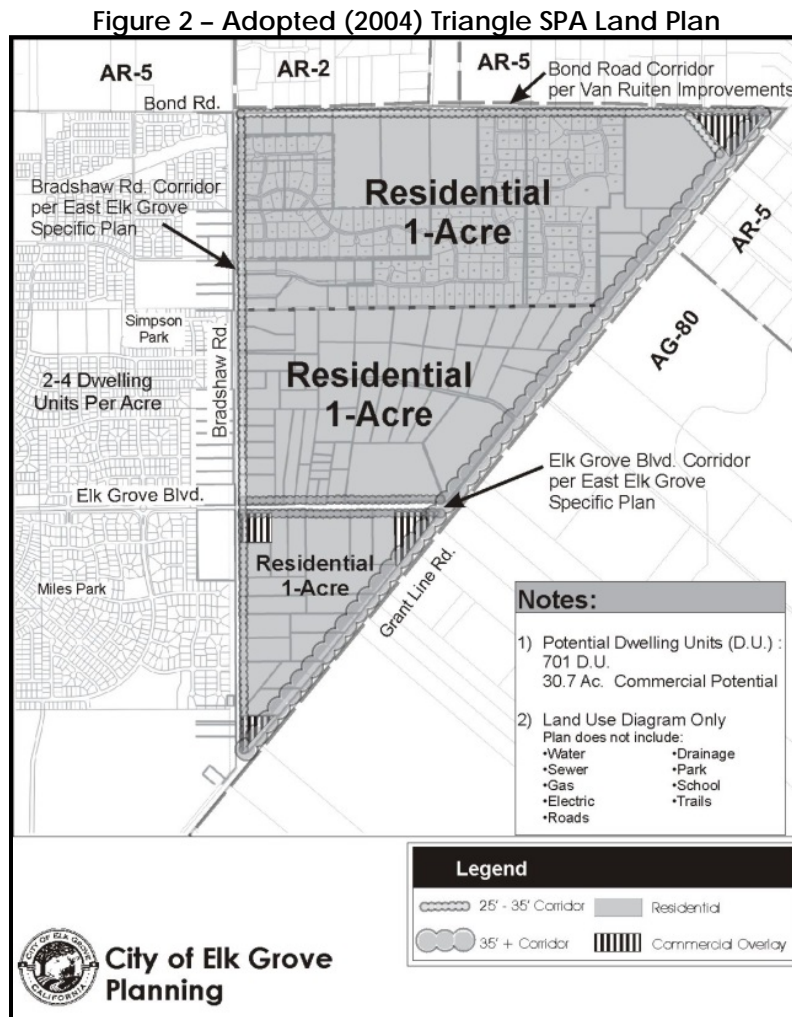 Figure 2 – Adopted (2004) Triangle SPA Land Plan
AR-5
AR-2
AR-5
Bond Rd.
Bond Road Corridor
per Van Ruiten Improvements
Bradshaw Rd. Corridor
per East Elk Grove
Specific Plan
Residential
1-Acre
AR-5
AG-80
Simpson
Park
Bradshaw Rd.
2-4 Dwelling
Units Per Acre
Residential
1-Acre
Elk Grove Blvd. Corridor
per East Elk Grove
Specific Plan
Elk Grove Blvd.
Residential
1-Acre
Miles Park
Grant Line Rd.
Notes:
1) Potential Dwelling Units (D.U.) :
701 D.U.
30.7 Ac. Commercial Potential
2) Land Use Diagram Only
Plan does not include:
•Water
•Sewer
•Gas
•Electric
•Roads
•Drainage
•Park
•School
•Trails
Legend
25' - 35' Corridor
Residential
35' + Corridor
Commercial Overlay
CITY OF ELK GROVE
CALIFORNIA
City of Elk Grove
Planning